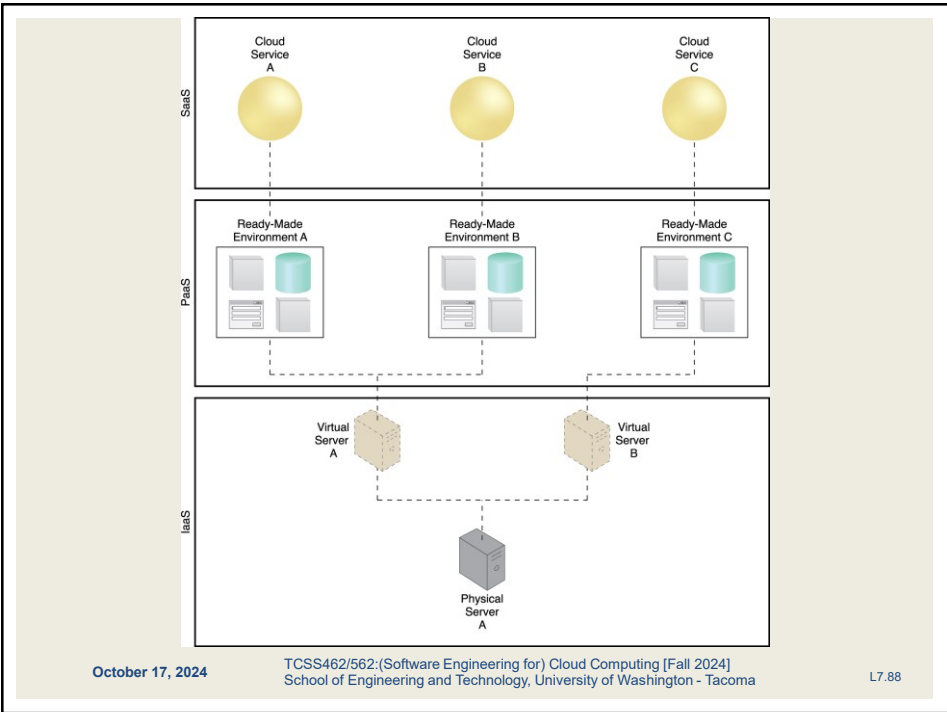 Cloud
Service
A
Cloud
Service
B
Cloud
Service
C
SaaS
Ready-Made
Environment A
Ready-Made
Environment B
Ready-Made
Environment C
PaaS
Virtual
Server
A
Virtual
Server
B
IaaS
Physical
Server
A
October 17, 2024
TCSS462/562:(Software Engineering for) Cloud Computing [Fall 2024]
School of Engineering and Technology, University of Washington - Tacoma
L7.88